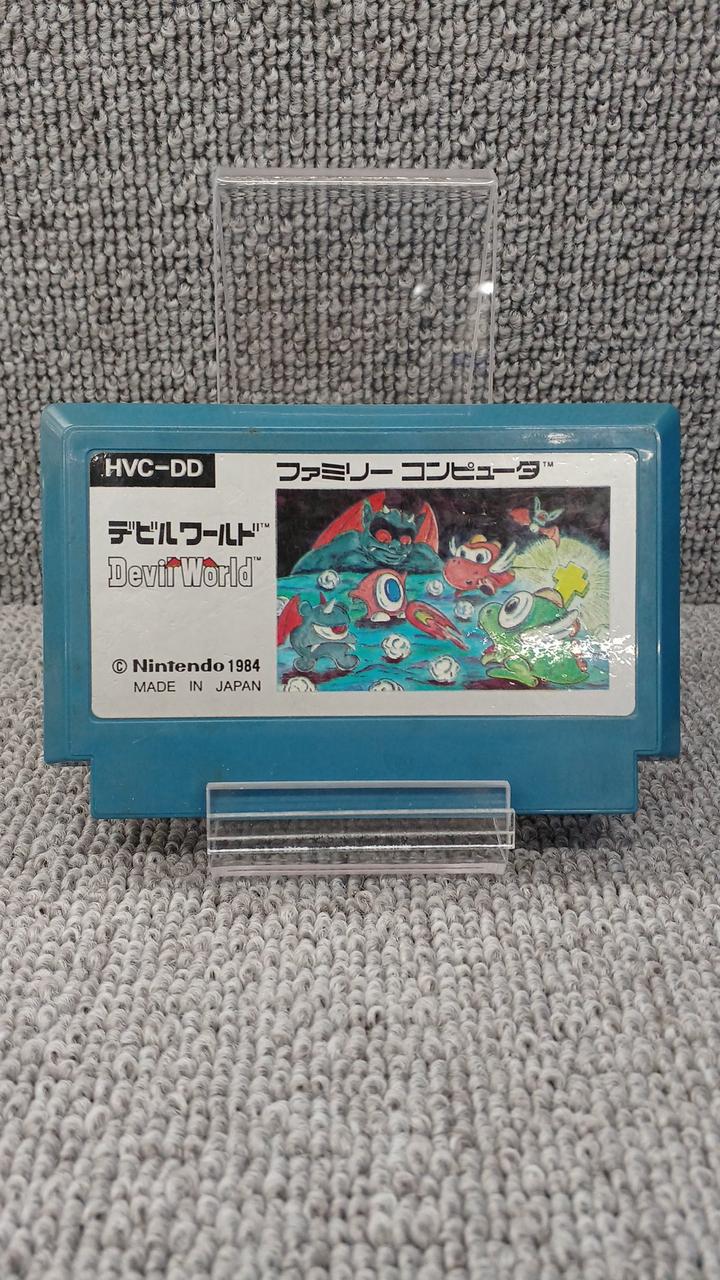 HVC-DD
ファミリー コンピュータ™
デビルワールド™
Devil World™
© Nintendo 1984
MADE IN JAPAN